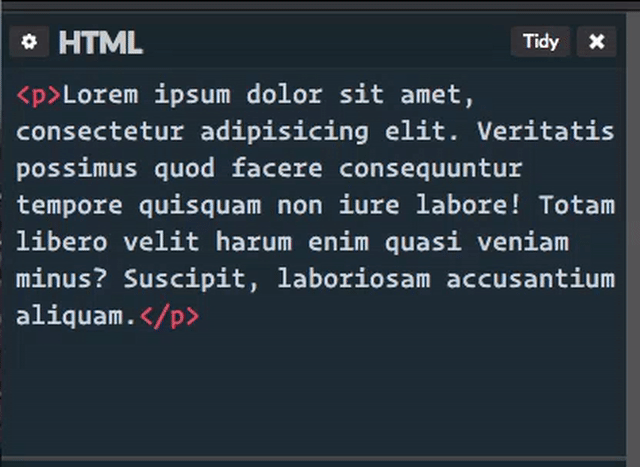 HTML
Tidy
<p>Lorem ipsum dolor sit amet,
consectetur adipisicing elit. Veritatis
possimus quod facere consequuntur
tempore quisquam non iure labore! Totam
libero velit harum enim quasi veniam
minus? Suscipit, laboriosam accusantium
aliquam.</p>